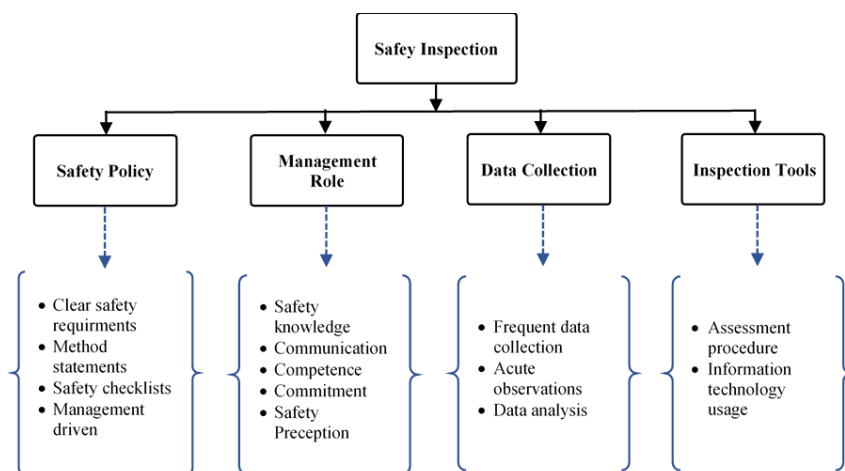 Safey Inspection
Safety Policy
Management
Role
Data Collection
Inspection Tools
• Clear safety
requirments
• Method
statements
• Safety checklists
• Management
driven
• Safety
knowledge
• Communication
• Competence
• Commitment
• Safety
Preception
• Frequent data
collection
• Acute
observations
• Data analysis
• Assessment
procedure
• Information
technology
usage